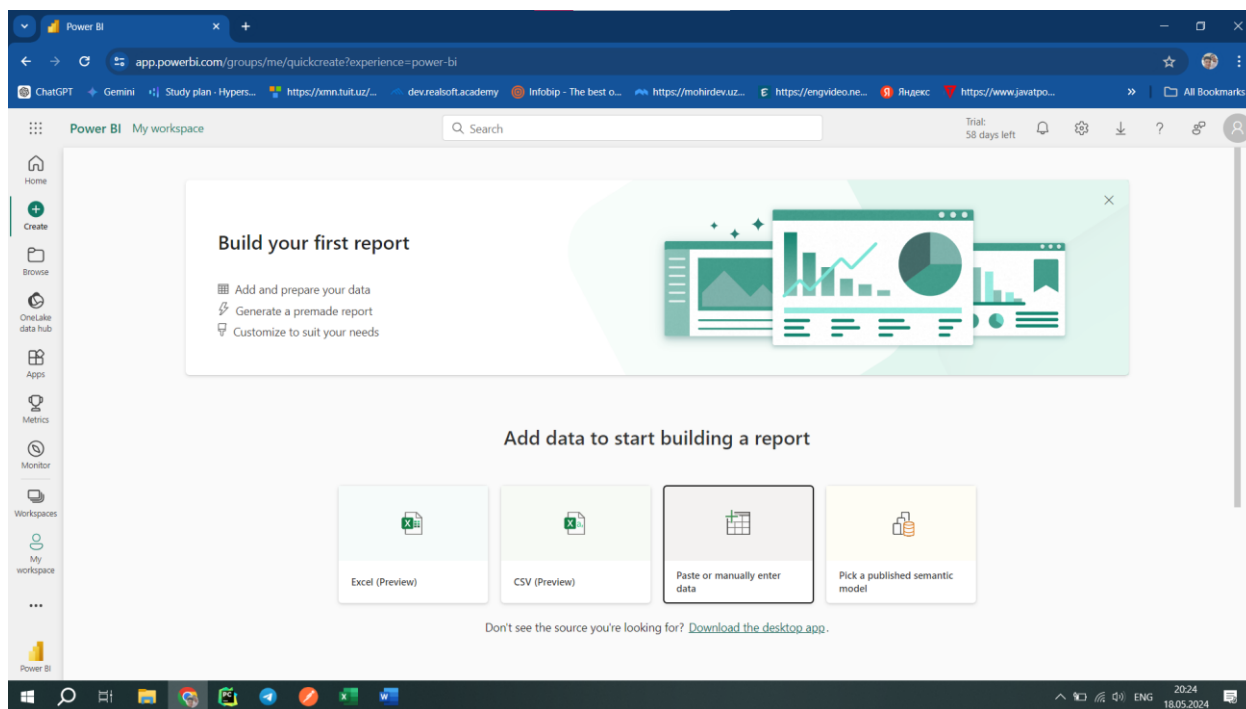 Power BI
app.powerbi.com/groups/me/quickcreate?experience=power-bi
ChatGPT
Gemini
Study plan · Hypers...
https://xmn.tuit.uz/...
dev.realsoft.academy
Infobip - The best o...
https://mohirdev.uz...
https://engvideo.ne...
Яндекс
https://www.javatpo...
All Bookmarks
Power BI My workspace
Search
Trial:
58 days left
Home
Create
Browse
OneLake
data hub
Apps
Metrics
Monitor
Workspaces
My
workspace
Power BI
Build your first report
Add and prepare your data
Generate a premade report
Customize to suit your needs
Add data to start building a report
Excel (Preview)
CSV (Preview)
Paste or manually enter
data
Pick a published semantic
model
Don't see the source you're looking for? Download the desktop app.
ENG
20:24
18.05.2024